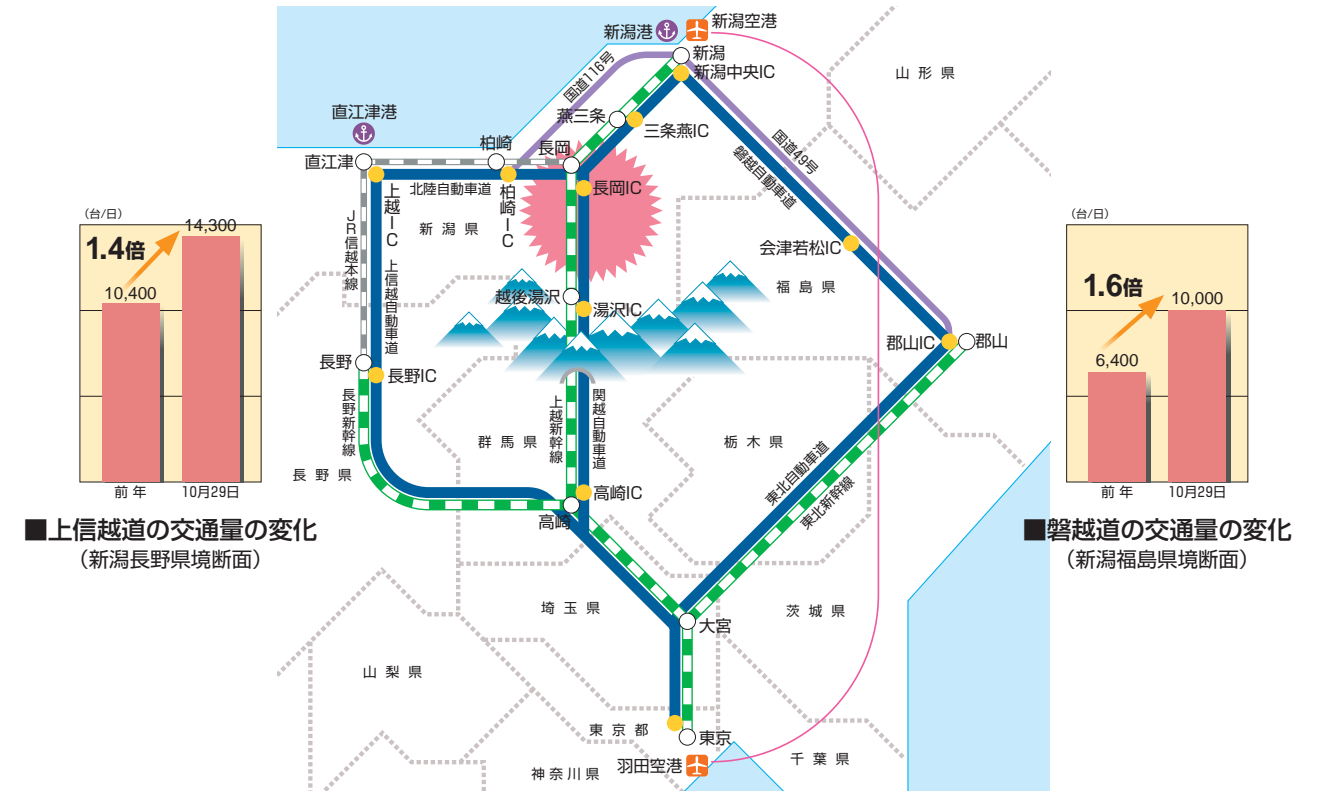 新潟港
新潟空港
新潟
新潟中央IC
国道116号
山形県
直江津港
燕三条
三条燕IC
国道49号
磐越自動車道
直江津
柏崎
長岡
北陸自動車道
長岡IC
上越IC
柏崎IC
新潟県
JR信越本線
上信越自動車道
会津若松IC
福島県
越後湯沢
湯沢IC
郡山IC
郡山
長野
長野IC
長野新幹線
上越新幹線
関越自動車道
群馬県
栃木県
長野県
東北自動車道
東北新幹線
高崎IC
高崎
埼玉県
大宮
茨城県
山梨県
東京都
東京
羽田空港
千葉県
神奈川県
(台/日)
14,300
1.4倍
10,400
前年 10月29日
■上信越道の交通量の変化
(新潟長野県境断面)
(台/日)
1.6倍
10,000
6,400
前年 10月29日
■磐越道の交通量の変化
(新潟福島県境断面)